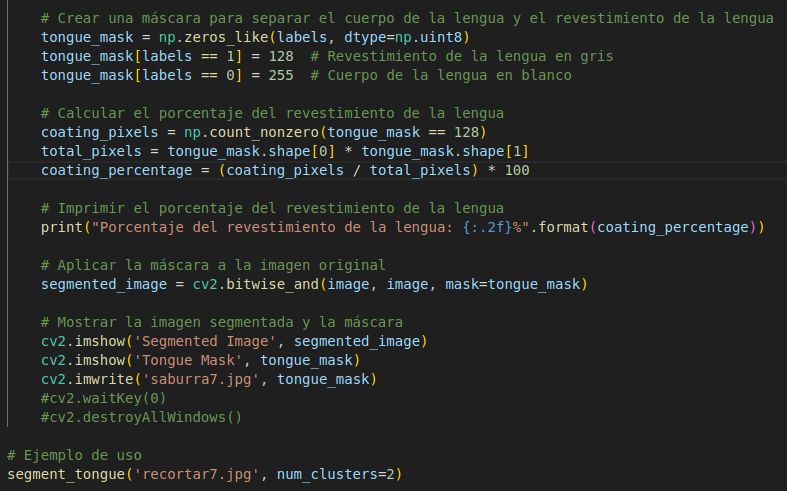 # Crear una máscara para separar el cuerpo de la lengua y el revestimiento de la lengua
tongue_mask = np.zeros_like(labels, dtype=np.uint8)
tongue_mask[labels == 1] = 128  # Revestimiento de la lengua en gris
tongue_mask[labels == 0] = 255  # Cuerpo de la lengua en blanco
# Calcular el porcentaje del revestimiento de la lengua
coating_pixels = np.count_nonzero(tongue_mask == 128)
total_pixels = tongue_mask.shape[0] * tongue_mask.shape[1]
coating_percentage = (coating_pixels / total_pixels) * 100
# Imprimir el porcentaje del revestimiento de la lengua
print("Porcentaje del revestimiento de la lengua: {:.2f}%".format(coating_percentage))
# Aplicar la máscara a la imagen original
segmented_image = cv2.bitwise_and(image, image, mask=tongue_mask)
# Mostrar la imagen segmentada y la máscara
cv2.imshow('Segmented Image', segmented_image)
cv2.imshow('Tongue Mask', tongue_mask)
cv2.imwrite('saburra7.jpg', tongue_mask)
#cv2.waitKey(0)
#cv2.destroyAllWindows()
# Ejemplo de uso
segment_tongue('recortar7.jpg', num_clusters=2)